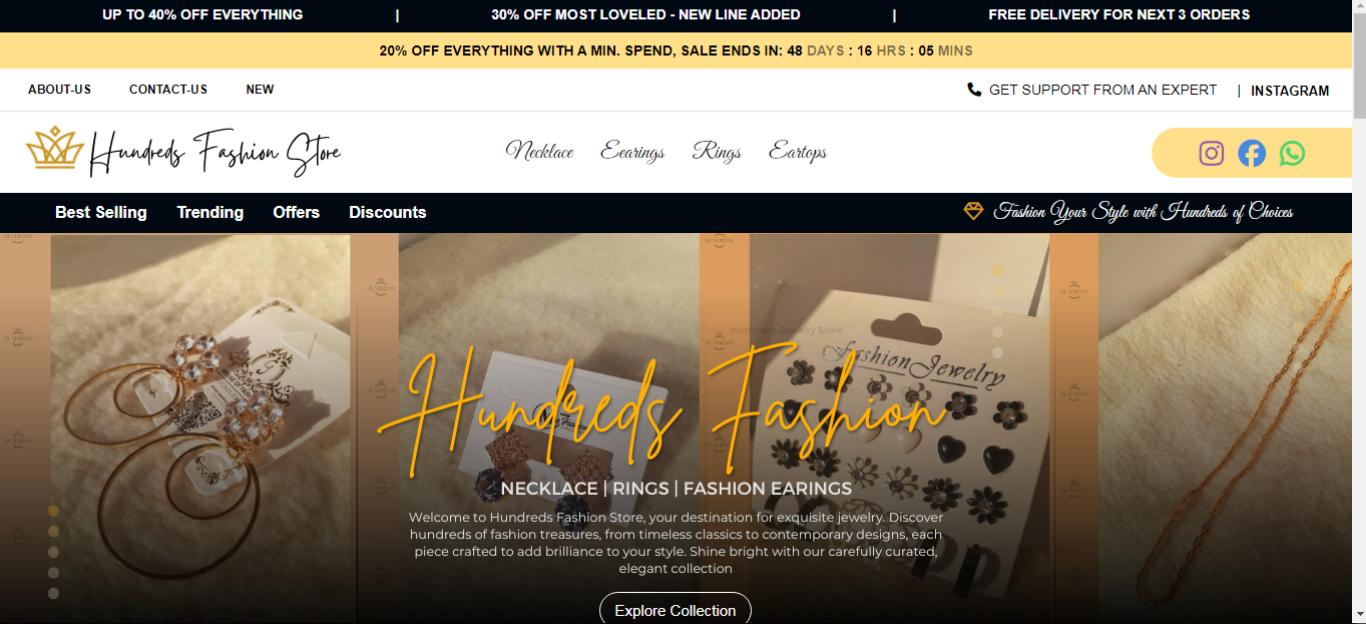 UP TO 40% OFF EVERYTHING | 30% OFF MOST LOVELED - NEW LINE ADDED | FREE DELIVERY FOR NEXT 3 ORDERS
20% OFF EVERYTHING WITH A MIN. SPEND, SALE ENDS IN: 48 DAYS : 16 HRS : 05 MINS
ABOUT-US CONTACT-US NEW GET SUPPORT FROM AN EXPERT | INSTAGRAM
Hundreds Fashion Store Necklace Eearings Rings Eartops
Best Selling Trending Offers Discounts Fashion Your Style with Hundreds of Choices
Hundreds Jewelry Store
Fashion Jewelry
Hundreds Fashion
NECKLACE | RINGS | FASHION EARINGS
Welcome to Hundreds Fashion Store, your destination for exquisite jewelry. Discover
hundreds of fashion treasures, from timeless classics to contemporary designs, each
piece crafted to add brilliance to your style. Shine bright with our carefully curated,
elegant collection
Explore Collection